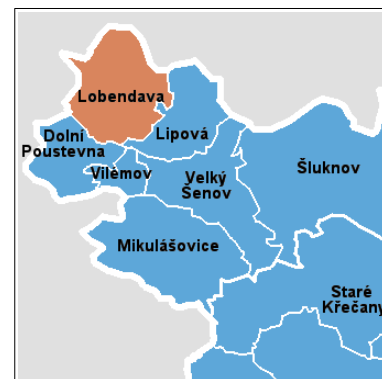 Lobendava
Dolní
Poustevna
Lipová
Vilémov
Velký
Šenov
Šluknov
Mikulášovice
Staré
Křečany